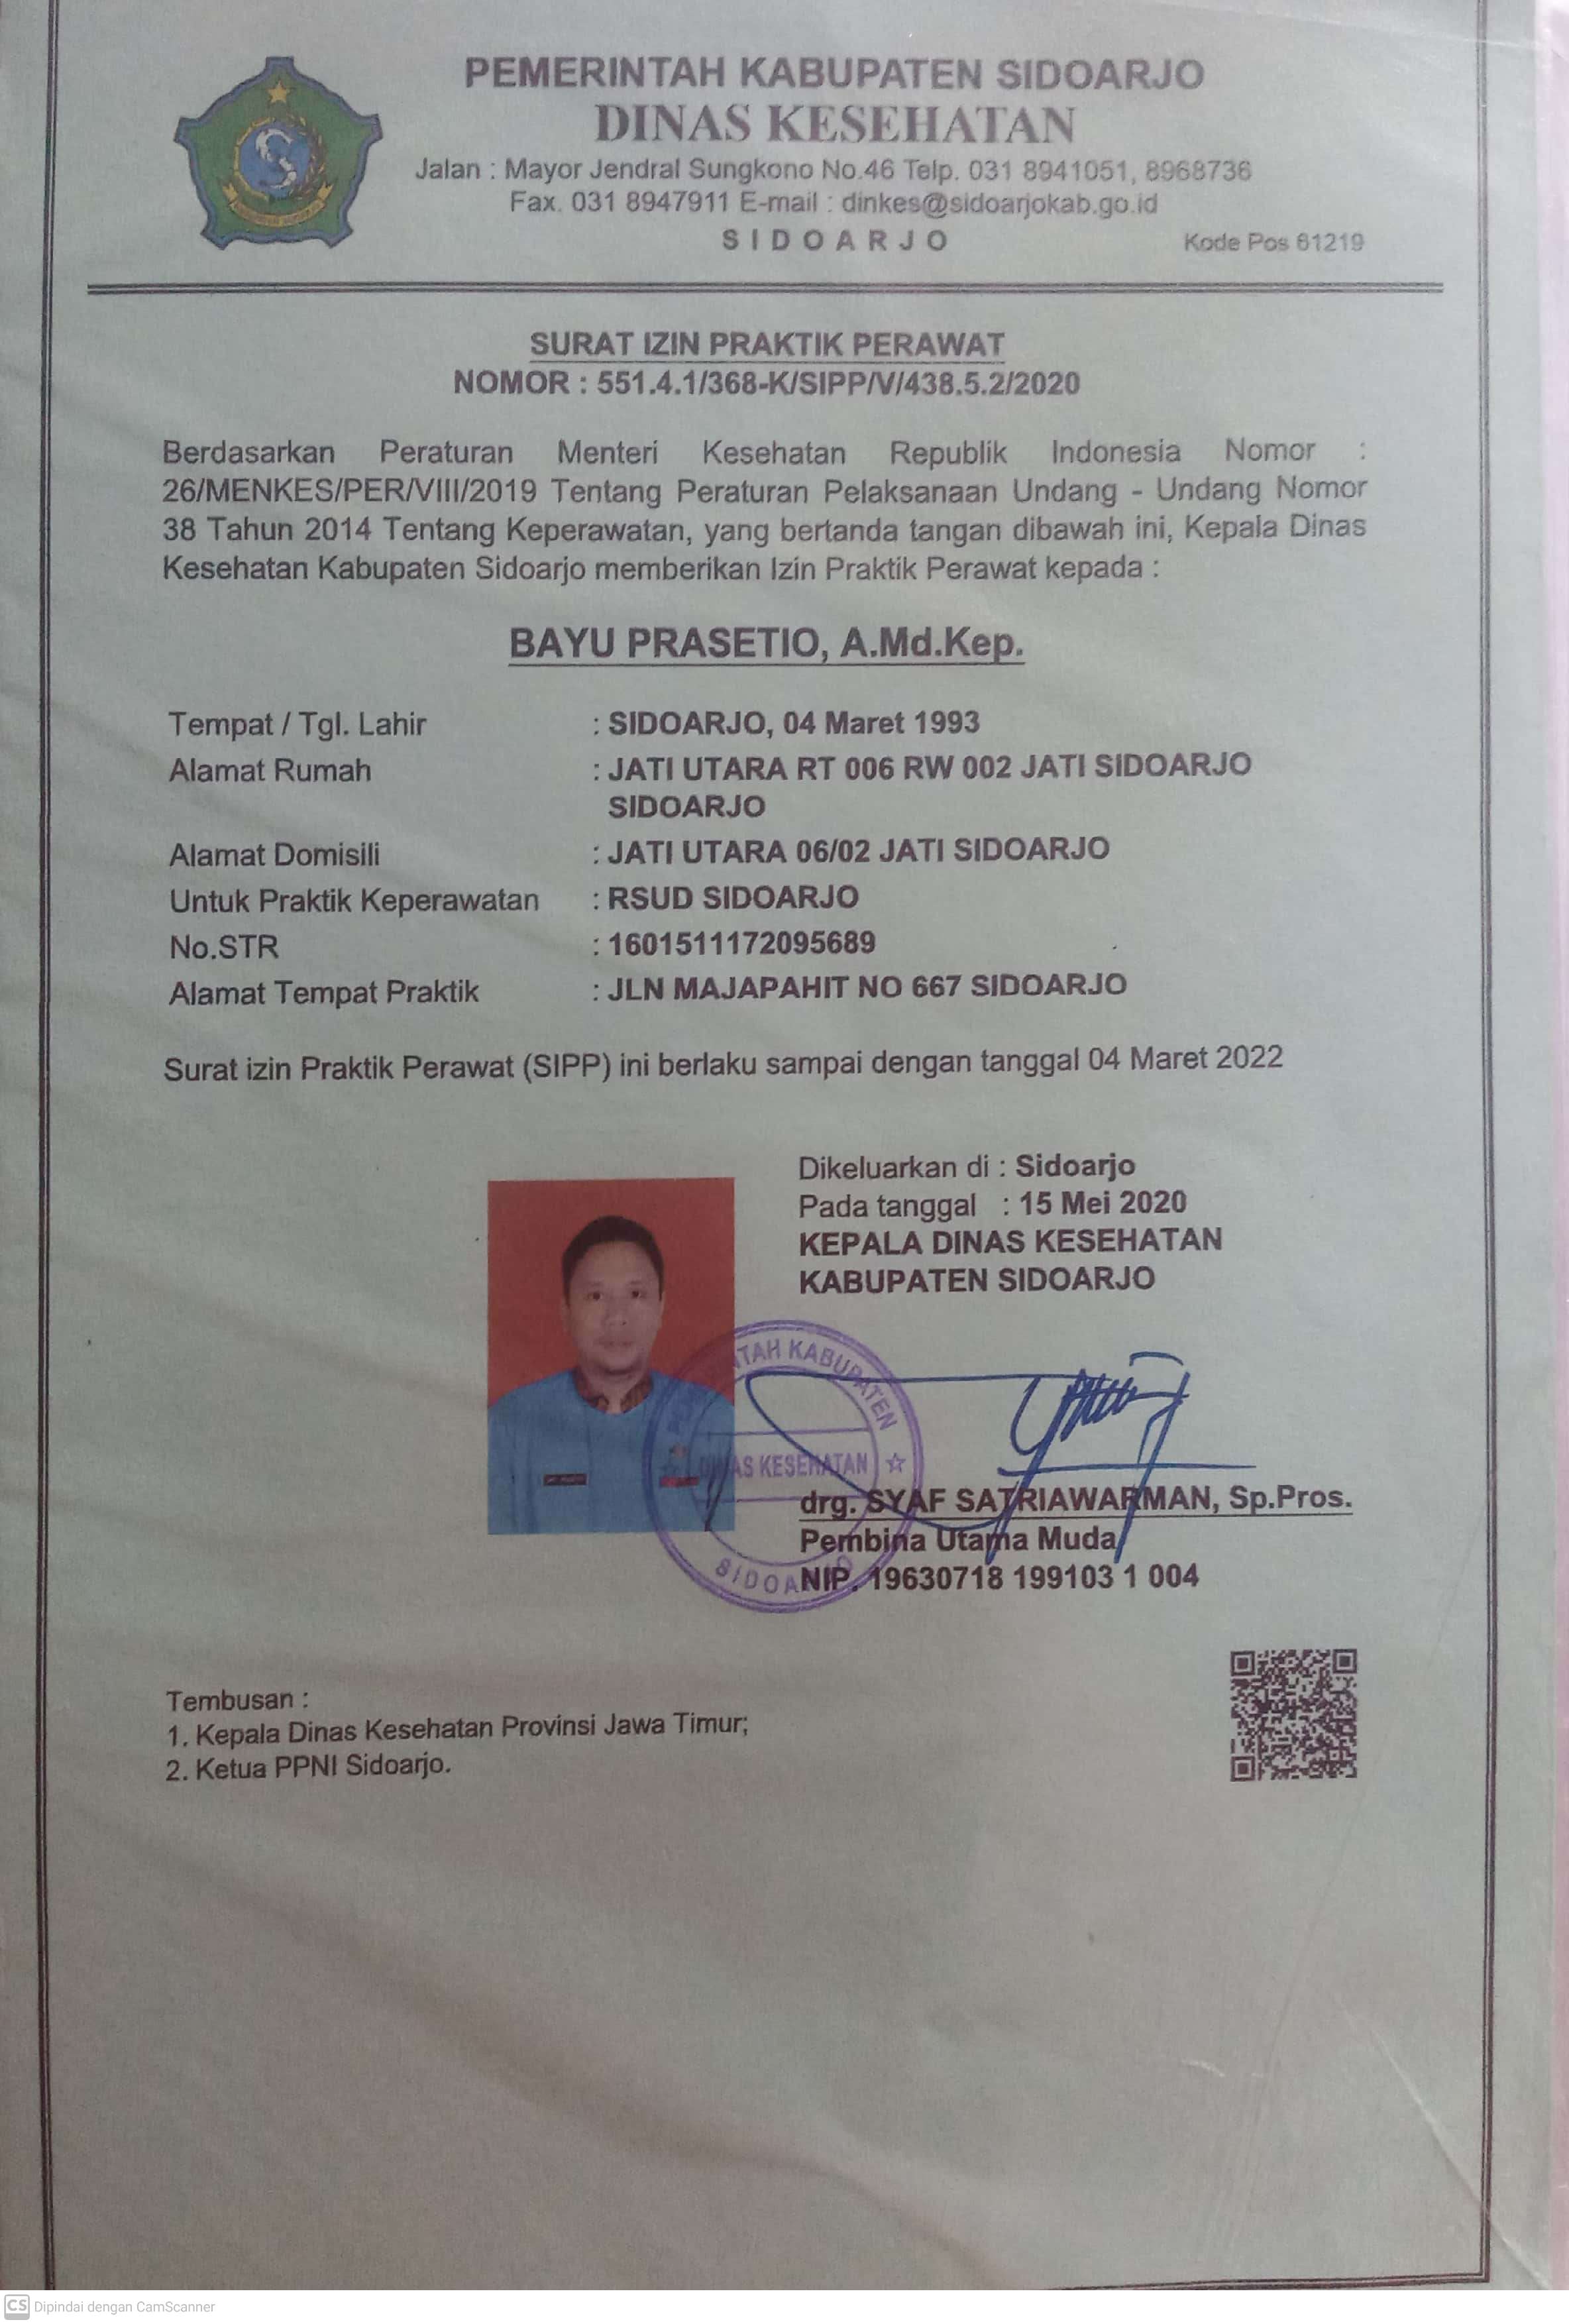 PEMERINTAH KABUPATEN SIDOARJO
DINAS KESEHATAN
Jalan : Mayor Jendral Sungkono No.46 Telp. 031 8941051, 8968736
Fax. 031 8947911 E-mail : dinkes@sidoarjokab.go.id
S I D O A R J O
Kode Pos 61219
SURAT IZIN PRAKTIK PERAWAT
NOMOR : 551.4.1/368-K/SIPP/V/438.5.2/2020
Berdasarkan Peraturan Menteri Kesehatan Republik Indonesia Nomor :
26/MENKES/PER/VIII/2019 Tentang Peraturan Pelaksanaan Undang - Undang Nomor
38 Tahun 2014 Tentang Keperawatan, yang bertanda tangan dibawah ini, Kepala Dinas
Kesehatan Kabupaten Sidoarjo memberikan Izin Praktik Perawat kepada :
BAYU PRASETIO, A.Md.Kep.
Tempat / Tgl. Lahir : SIDOARJO, 04 Maret 1993
Alamat Rumah : JATI UTARA RT 006 RW 002 JATI SIDOARJO
SIDOARJO
Alamat Domisili : JATI UTARA 06/02 JATI SIDOARJO
Untuk Praktik Keperawatan : RSUD SIDOARJO
No.STR : 1601511172095689
Alamat Tempat Praktik : JLN MAJAPAHIT NO 667 SIDOARJO
Surat izin Praktik Perawat (SIPP) ini berlaku sampai dengan tanggal 04 Maret 2022
Dikeluarkan di : Sidoarjo
Pada tanggal : 15 Mei 2020
KEPALA DINAS KESEHATAN
KABUPATEN SIDOARJO
KABUPATEN
KESEHATAN
drg. SYAF SATRIAWARMAN, Sp.Pros.
Pembina Utama Muda
NIP. 19630718 199103 1 004
Tembusan :
1. Kepala Dinas Kesehatan Provinsi Jawa Timur;
2. Ketua PPNI Sidoarjo.
CS Dipindai dengan CamScanner